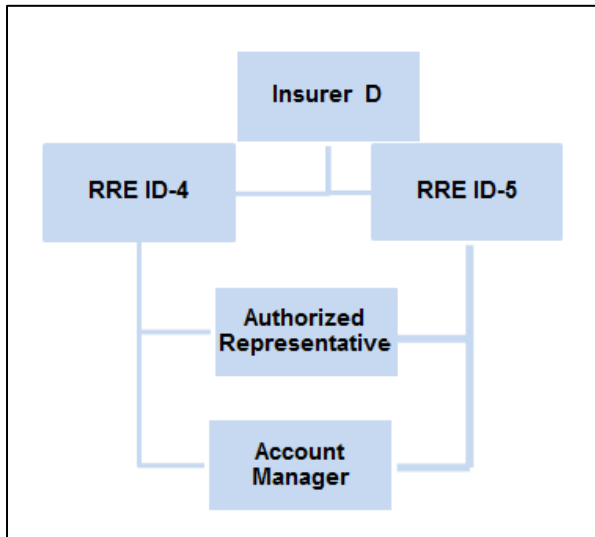 Insurer D
RRE ID-4
RRE ID-5
Authorized
Representative
Account
Manager